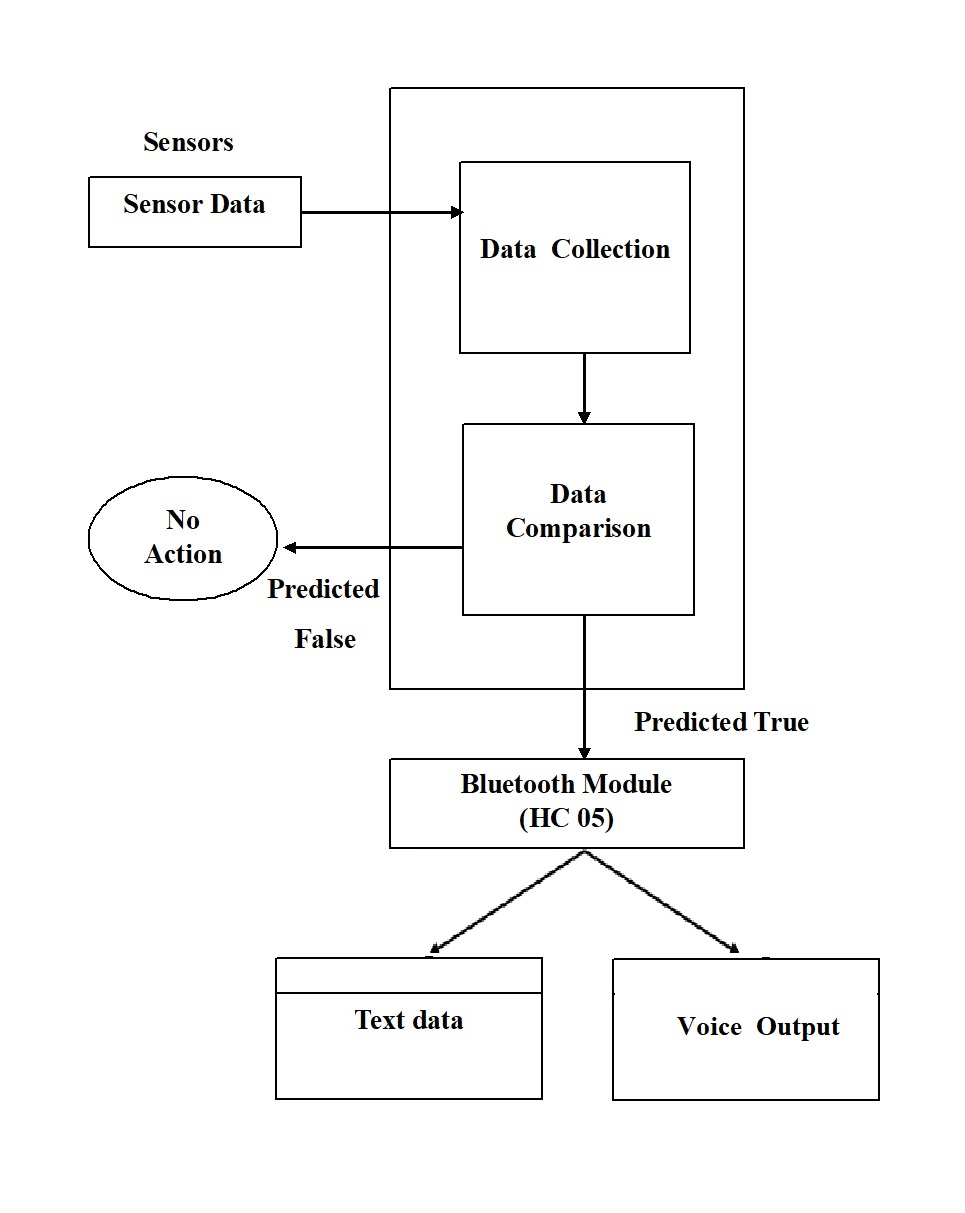 Sensors
Sensor Data
Data  Collection
Data
Comparison
No
Action
Predicted
False
Predicted True
Bluetooth Module
(HC 05)
Text data
Voice  Output